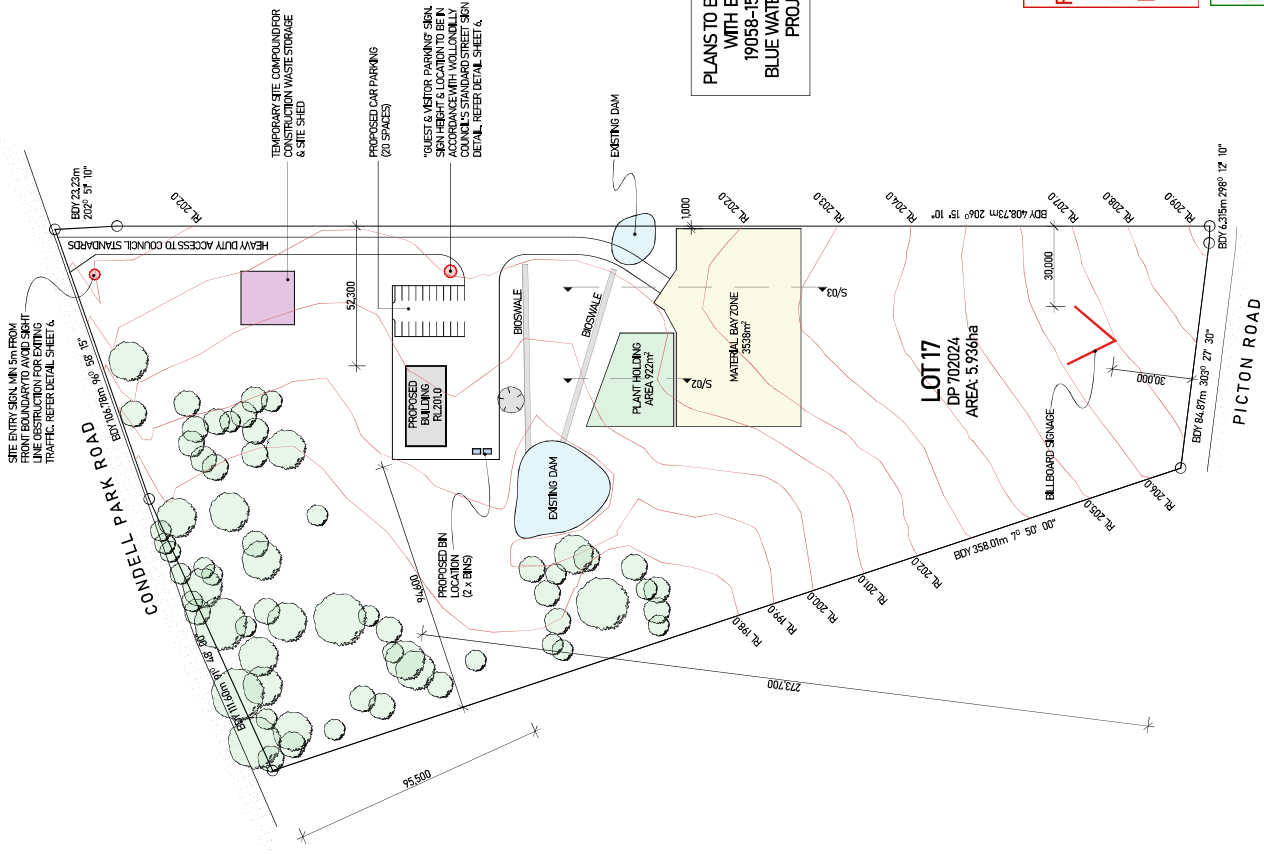 SITE ENTRY SIGN, MIN 5m FROM
FRONT BOUNDARY TO AVOID SIGHT
LINE OBSTRUCTION FOR EXITING
TRAFFIC. REFER DETAIL SHEET 6.
CONDELL PARK ROAD
BDY 106.78m 96° 58' 15"
BDY 111.60m 91° 48' 00"
BDY 23.23m
202° 51' 10"
RL 202.0
HEAVY DUTY ACCESS TO COUNCIL STANDARDS
TEMPORARY SITE COMPOUND FOR
CONSTRUCTION WASTE STORAGE
& SITE SHED
PROPOSED CAR PARKING
(20 SPACES)
"GUEST & VISITOR PARKING" SIGN.
SIGN HEIGHT & LOCATION TO BE IN
ACCORDANCE WITH WOLLONDILLY
COUNCIL'S STANDARD STREET SIGN
DETAIL. REFER DETAIL SHEET 6.
52,300
PROPOSED
BUILDING
RL201.0
BIOSWALE
BIOSWALE
EXISTING DAM
EXISTING DAM
PROPOSED BIN
LOCATION
(2 x BINS)
94,690
95,500
273,700
PLANT HOLDING
AREA 922m²
S/02
MATERIAL BAY ZONE
3538m²
S/03
1,000
RL 202.0
RL 203.0
RL 204.0
BDY 408.73m 206° 15' 10"
RL 207.0
RL 208.0
RL 209.0
BDY 6.315m 298° 12' 10"
LOT 17
DP 702024
AREA: 5.936ha
30,000
30,000
BILLBOARD SIGNAGE
BDY 84.87m 303° 27' 30"
PICTON ROAD
BDY 358.01m 7° 50' 00"
RL 198.0
RL 199.0
RL 200.0
RL 201.0
RL 202.0
RL 205.0
RL 206.0
PLANS TO
WITH
19058-15
BLUE WATE
PROJ